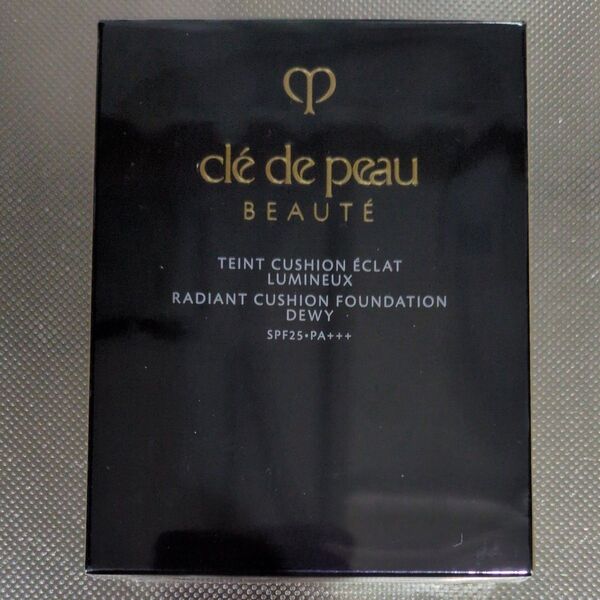 clé de peau
BEAUTÉ
TEINT CUSHION ÉCLAT
LUMINEUX
RADIANT CUSHION FOUNDATION
DEWY
SPF25•PA+++